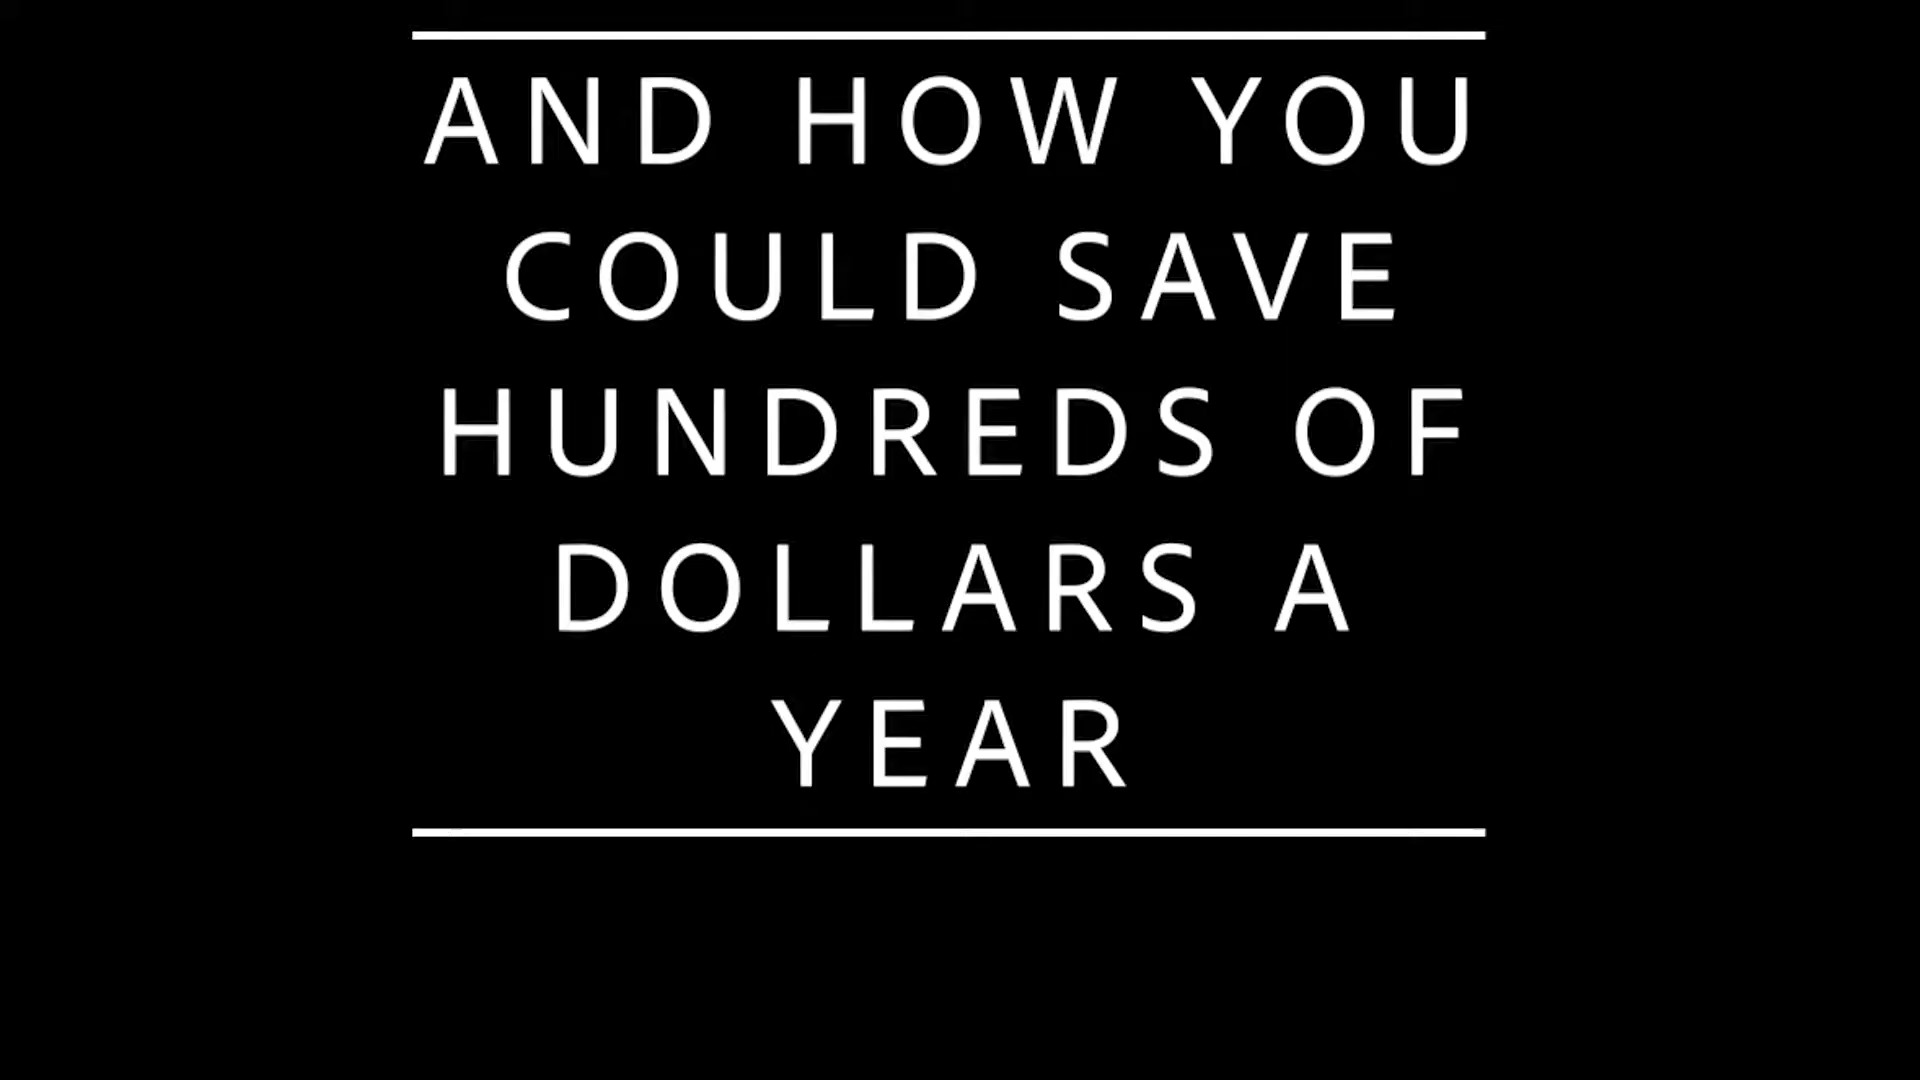 AND HOW YOU
COULD SAVE
HUNDREDS OF
DOLLARS A
YEAR